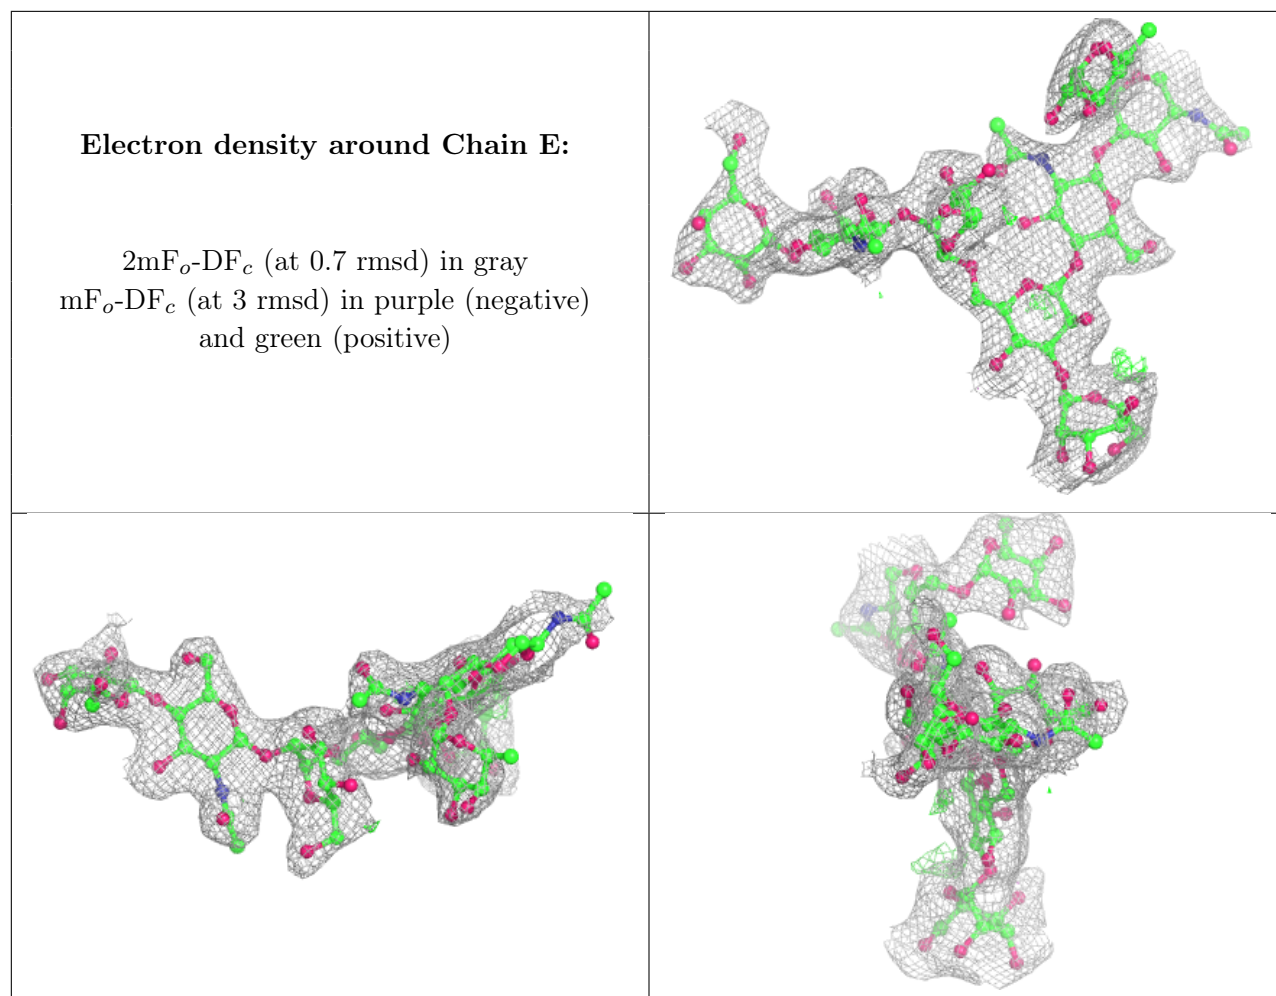 Electron density around Chain E:
2mFo-DFc (at 0.7 rmsd) in gray
mFo-DFc (at 3 rmsd) in purple (negative)
and green (positive)